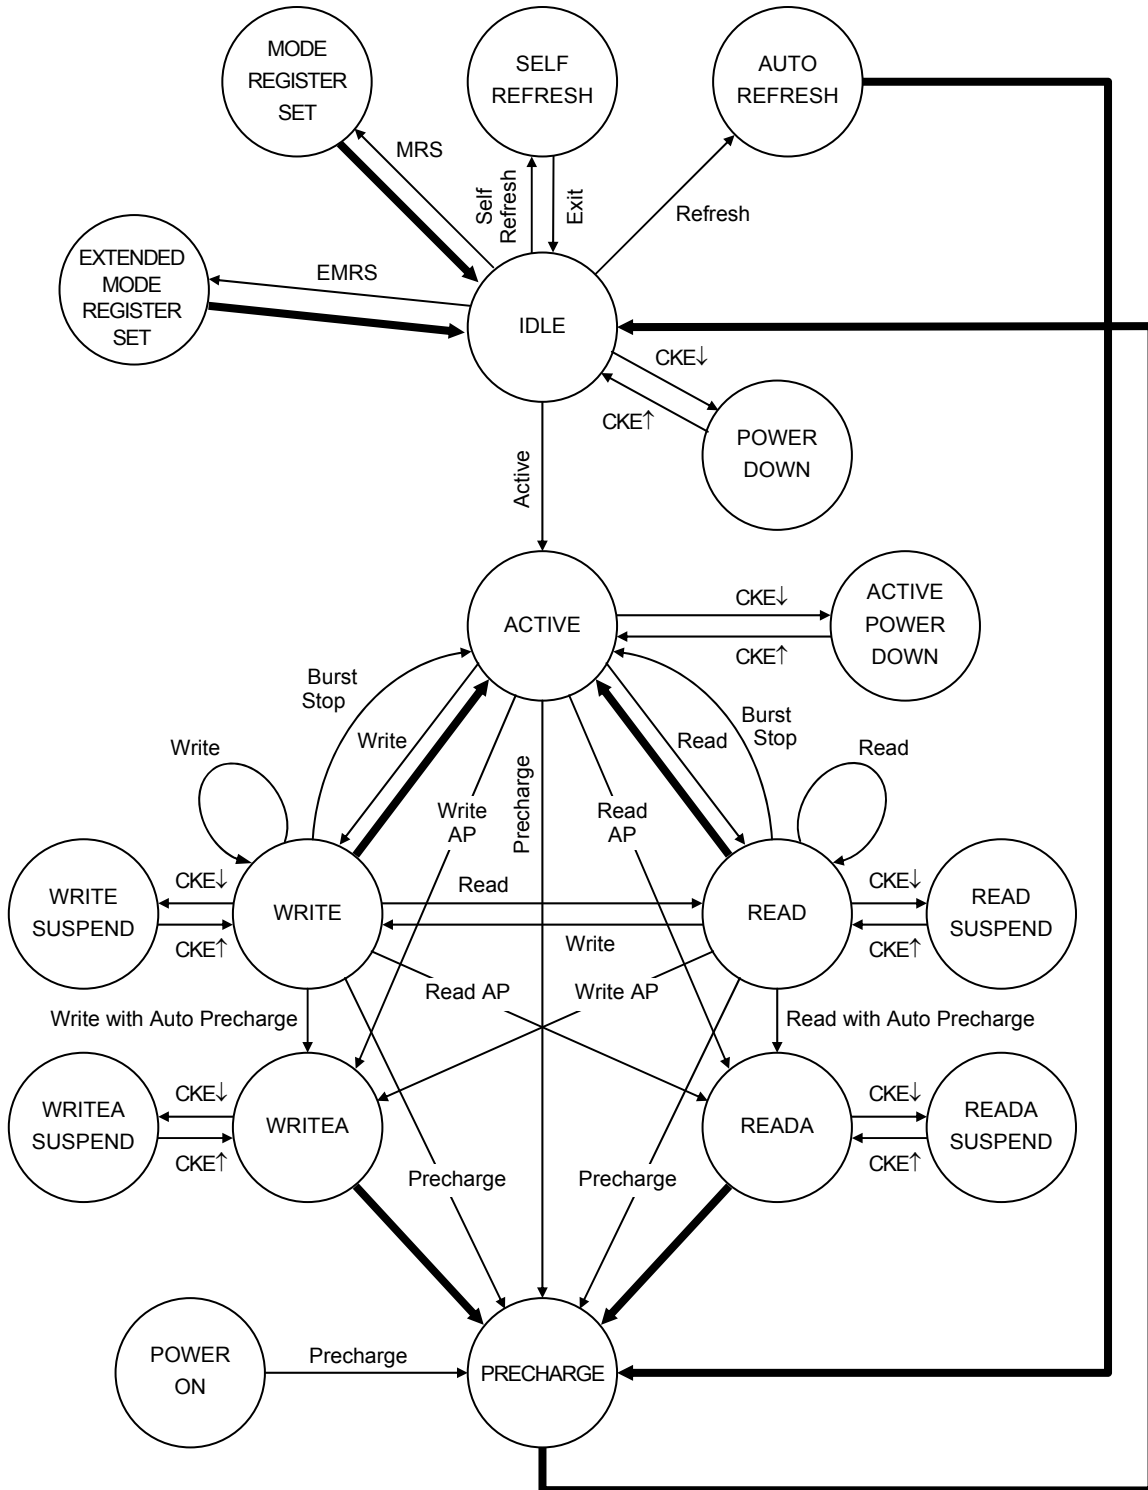 MODE
REGISTER
SET
SELF
REFRESH
AUTO
REFRESH
MRS
Self
Refresh
Exit
Refresh
EXTENDED
MODE
REGISTER
SET
EMRS
IDLE
CKE↓
CKE↑
POWER
DOWN
Active
ACTIVE
CKE↓
CKE↑
ACTIVE
POWER
DOWN
Burst
Stop
Write
Write
Write
AP
Precharge
Read
AP
Read
Burst
Stop
Read
WRITE
SUSPEND
CKE↓
CKE↑
WRITE
Read
Write
READ
CKE↓
CKE↑
READ
SUSPEND
Read AP
Write AP
Write with Auto Precharge
Read with Auto Precharge
WRITEA
SUSPEND
CKE↓
CKE↑
WRITEA
READA
CKE↓
CKE↑
READA
SUSPEND
Precharge
Precharge
POWER
ON
Precharge
PRECHARGE